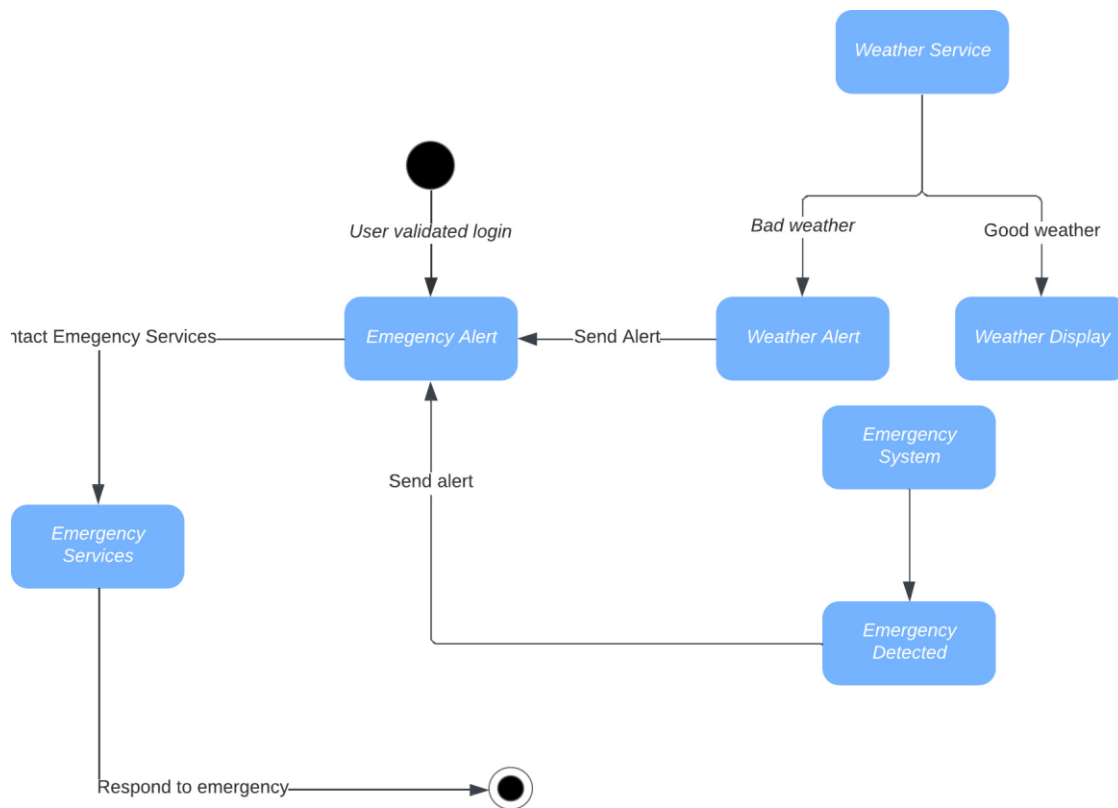 Weather Service
User validated login
Bad weather
Good weather
ntact Emegency Services
Emegency Alert
Send Alert
Weather Alert
Weather Display
Emergency
System
Send alert
Emergency
Services
Emergency
Detected
Respond to emergency